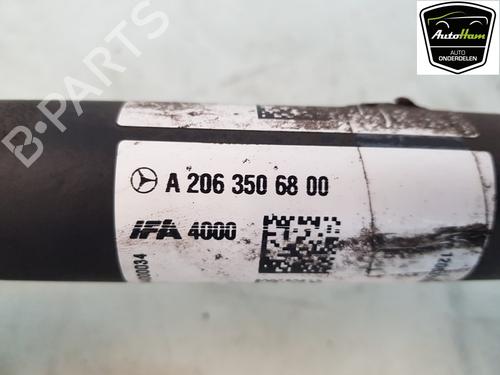 AutoHam
AUTO
ONDERDELEN
B-PARTS
A 206 350 68 00
IFA 4000